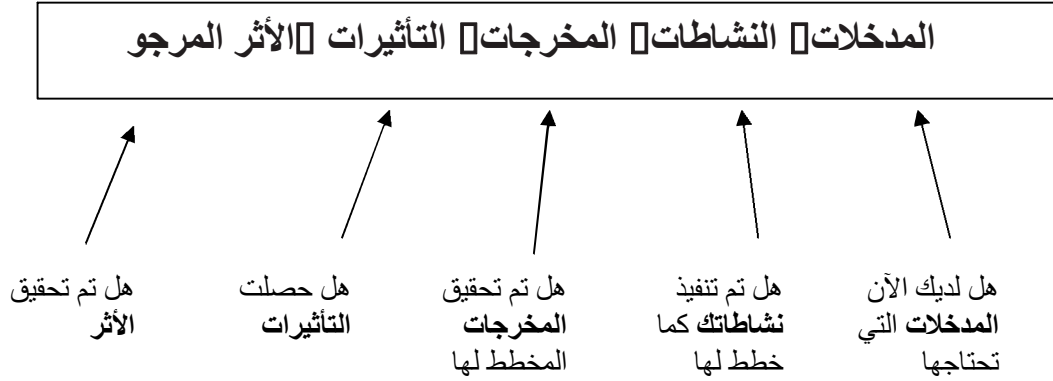 المدخلات▯ النشاطات▯ المخرجات▯ التأثيرات ▯الأثر المرجو
هل لديك الآن
المدخلات التي
تحتاجها
هل تم تنفيذ
نشاطاتك كما
خطط لها
هل تم تحقيق
المخرجات
المخطط لها
هل حصلت
التأثيرات
هل تم تحقيق
الأثر